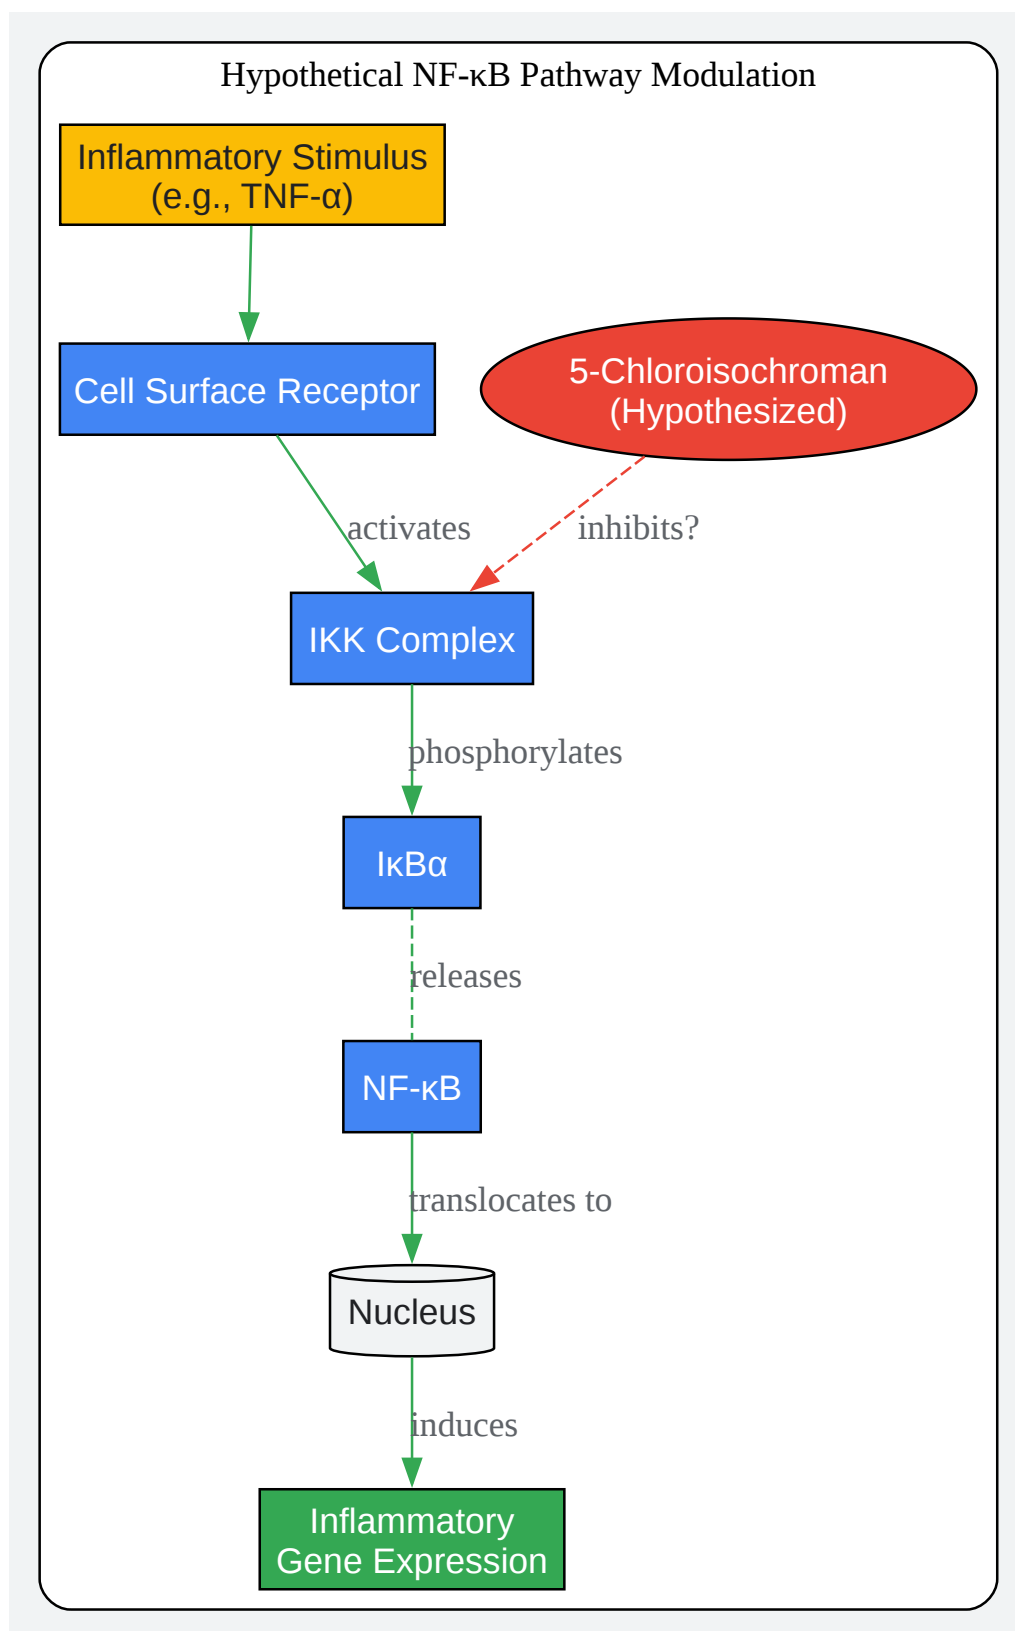 Hypothetical NF-κB Pathway Modulation
Inflammatory Stimulus
(e.g., TNF-α)
Cell Surface Receptor
5-Chloroisochroman
(Hypothesized)
activates
inhibits?
IKK Complex
phosphorylates
IκBα
releases
NF-κB
translocates to
Nucleus
induces
Inflammatory
Gene Expression